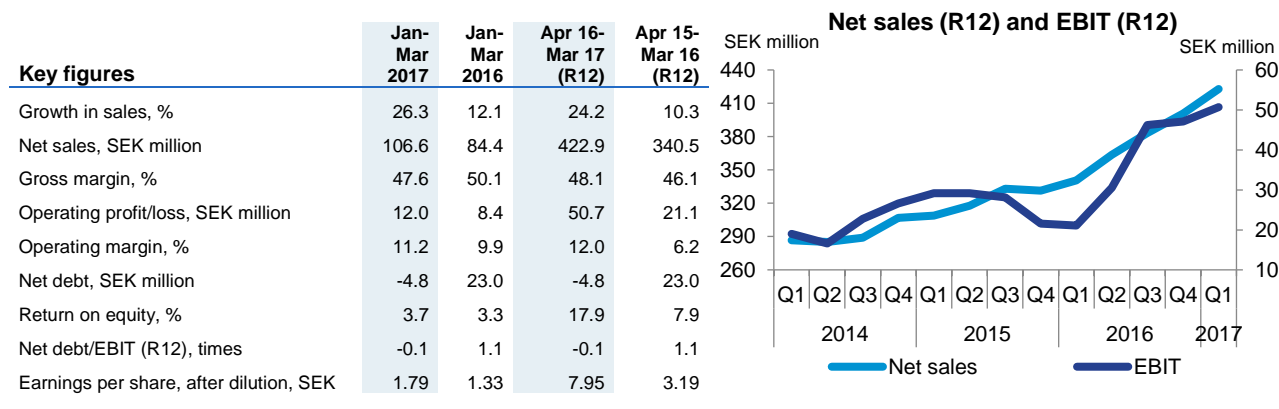 Key figures Jan-Mar 2017 Jan-Mar 2016 Apr 16-Mar 17 (R12) Apr 15-Mar 16 (R12)
Growth in sales, % 26.3 12.1 24.2 10.3
Net sales, SEK million 106.6 84.4 422.9 340.5
Gross margin, % 47.6 50.1 48.1 46.1
Operating profit/loss, SEK million 12.0 8.4 50.7 21.1
Operating margin, % 11.2 9.9 12.0 6.2
Net debt, SEK million -4.8 23.0 -4.8 23.0
Return on equity, % 3.7 3.3 17.9 7.9
Net debt/EBIT (R12), times -0.1 1.1 -0.1 1.1
Earnings per share, after dilution, SEK 1.79 1.33 7.95 3.19
Net sales (R12) and EBIT (R12)
SEK million SEK million
440 60
410 50
380 40
350
320 30
290 20
260 10
Q1 Q2 Q3 Q4 Q1 Q2 Q3 Q4 Q1 Q2 Q3 Q4 Q1
2014 2015 2016 2017
Net sales EBIT